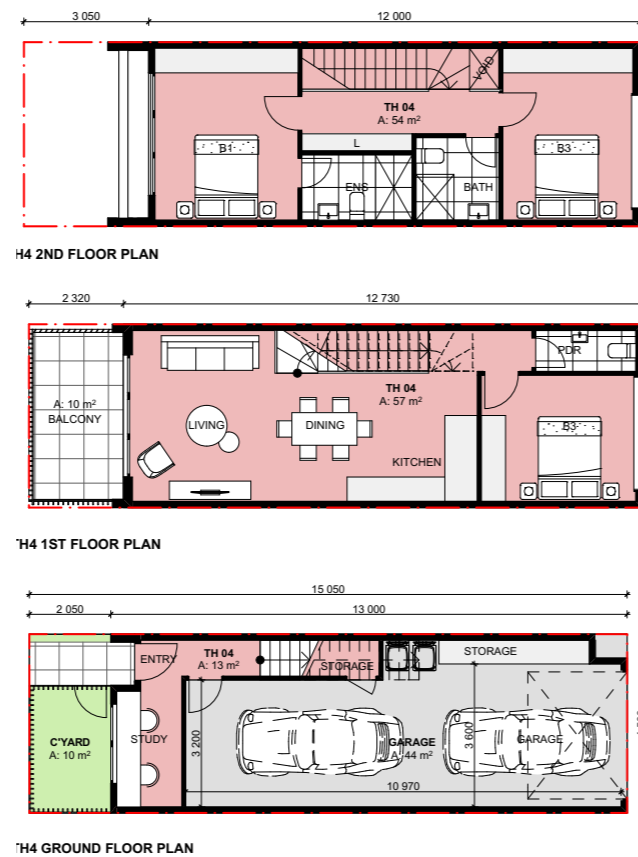 3 050
12 000
VOID
TH 04
A: 54 m²
B1
B3
L
ENS
BATH
H4 2ND FLOOR PLAN
2 320
12 730
PDR
TH 04
A: 57 m²
A: 10 m²
BALCONY
LIVING
DINING
B3
KITCHEN
TH4 1ST FLOOR PLAN
15 050
2 050
13 000
ENTRY
TH 04
A: 13 m²
STORAGE
STORAGE
C'YARD
A: 10 m²
STUDY
3 200
GARAGE
A: 44 m²
3 600
GARAGE
10 970
TH4 GROUND FLOOR PLAN